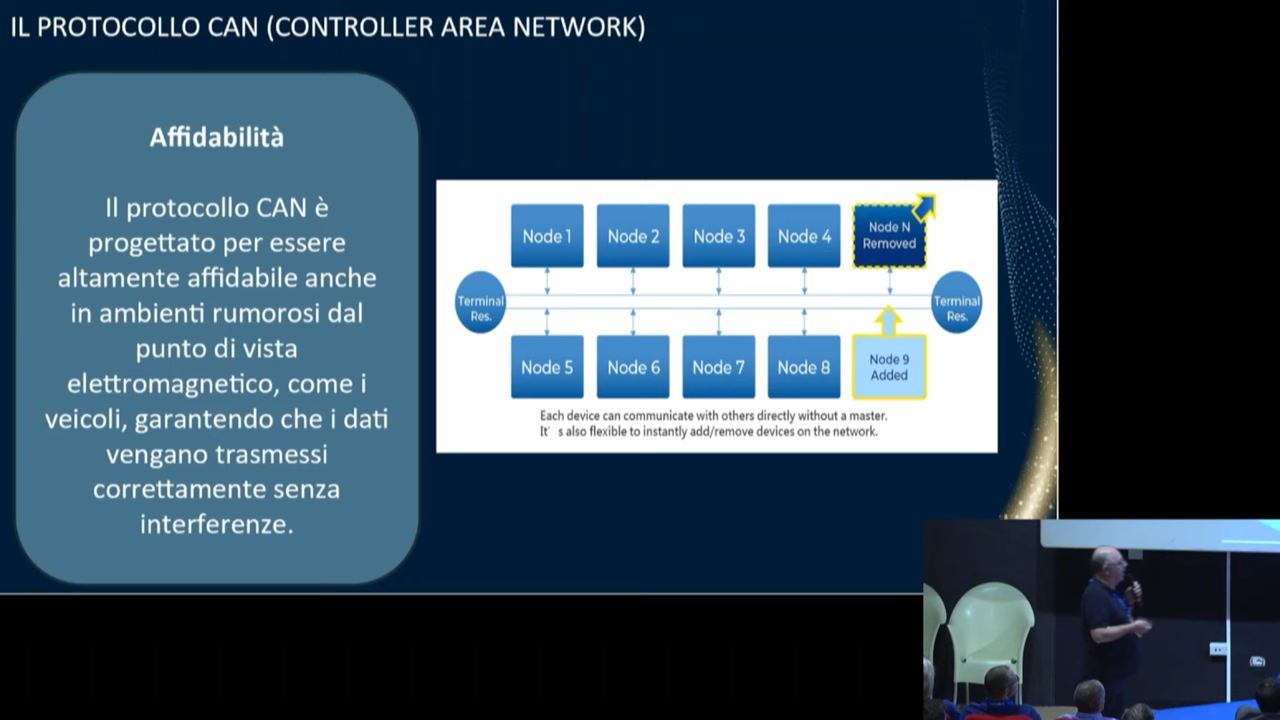 IL PROTOCOLLO CAN (CONTROLLER AREA NETWORK)
Affidabilità
Il protocollo CAN è
progettato per essere
altamente affidabile anche
in ambienti rumorosi dal
punto di vista
elettromagnetico, come i
veicoli, garantendo che i dati
vengano trasmessi
correttamente senza
interferenze.
Node 1
Node 2
Node 3
Node 4
Node N
Removed
Terminal
Res.
Terminal
Res.
Node 5
Node 6
Node 7
Node 8
Node 9
Added
Each device can communicate with others directly without a master.
It' s also flexible to instantly add/remove devices on the network.